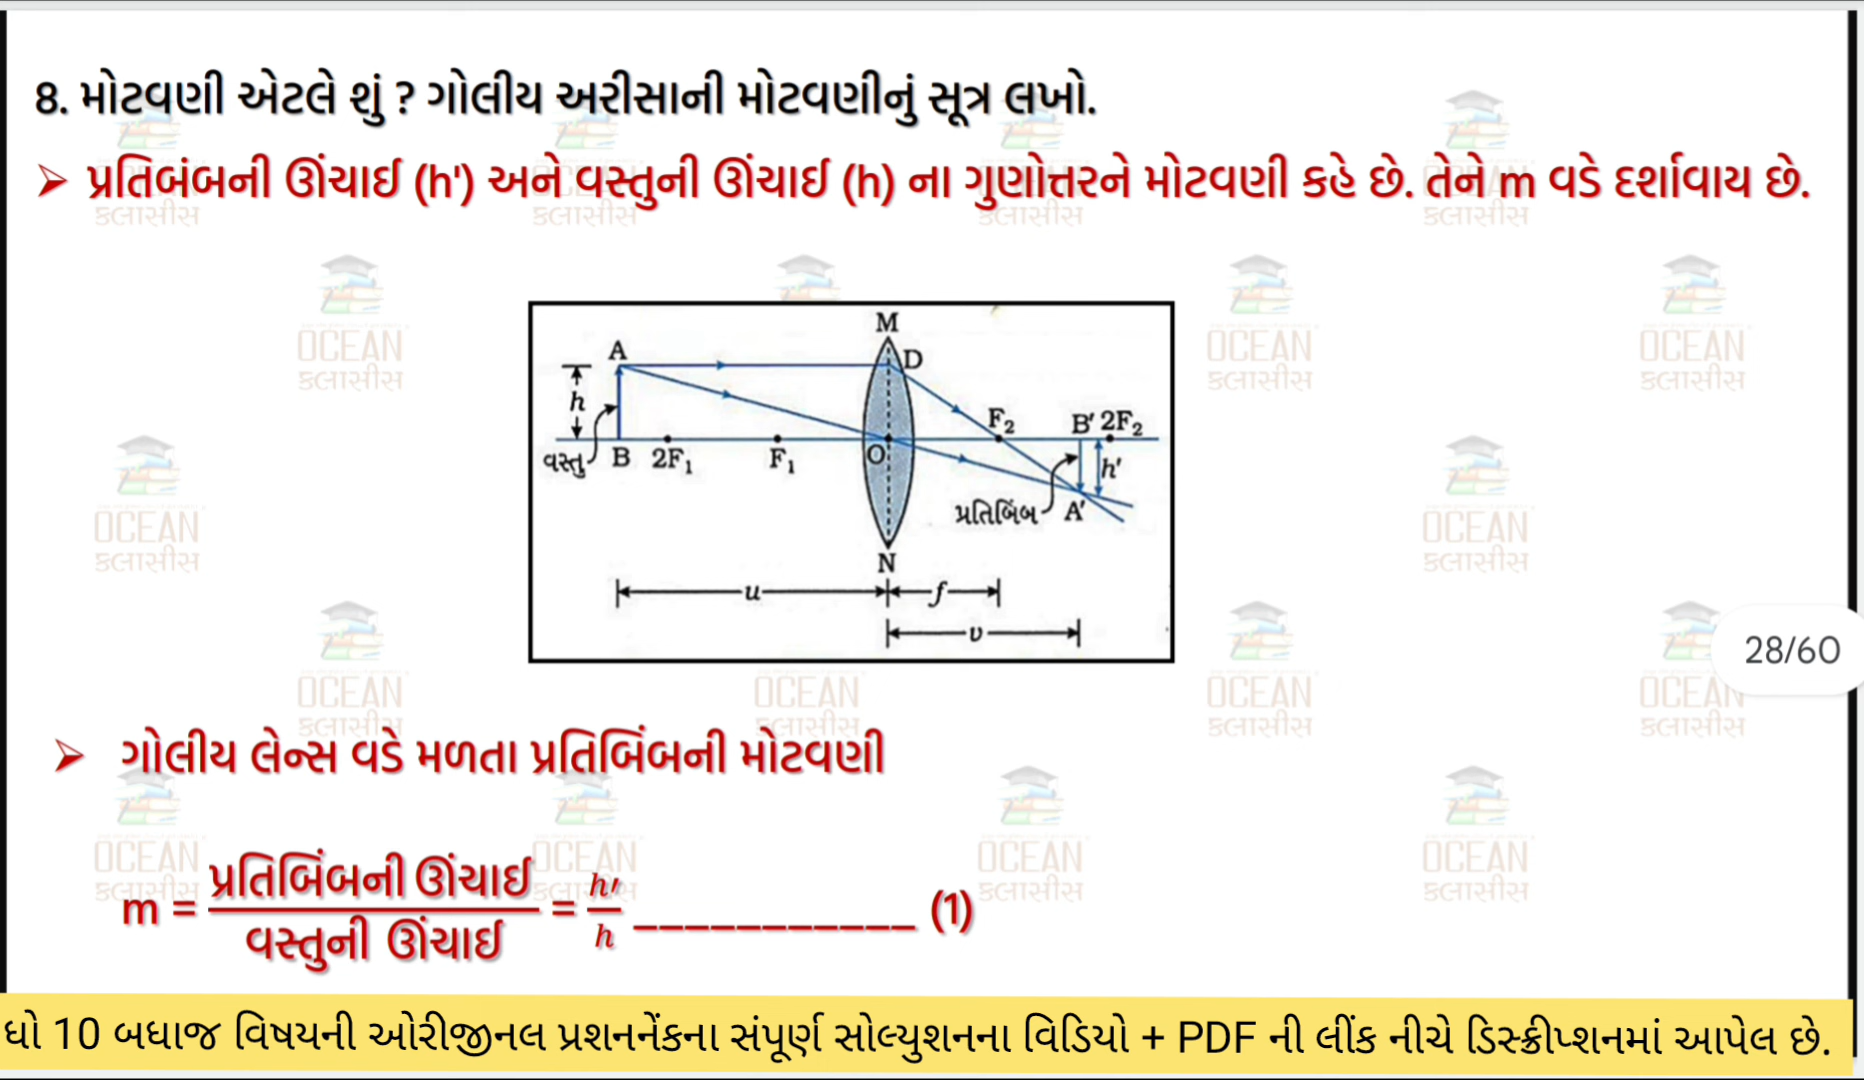 8. મોટવણી એટલે શું ? ગોલીય અરીસાની મોટવણીનું સૂત્ર લખો.
➢ પ્રતિબંબની ઊંચાઈ (h') અને વસ્તુની ઊંચાઈ (h) ના ગુણોત્તરને મોટવણી કહે છે. તેને m વડે દર્શાવાય છે.
M
A
D
h
F₂
B' 2F₂
વસ્તુ
B 2F₁
F₁
O
h'
પ્રતિબિંબ
A'
N
u
f
υ
28/60
➢ ગોલીય લેન્સ વડે મળતા પ્રતિબિંબની મોટવણી
m = પ્રતિબિંબની ઊંચાઈ / વસ્તુની ઊંચાઈ = h′ / h ___________ (1)
ધો 10 બધાજ વિષયની ઓરીજીનલ પ્રશનનેંકના સંપૂર્ણ સોલ્યુશનના વિડિયો + PDF ની લીંક નીચે ડિસ્ક્રીપ્શનમાં આપેલ છે.
OCEAN
કલાસીસ